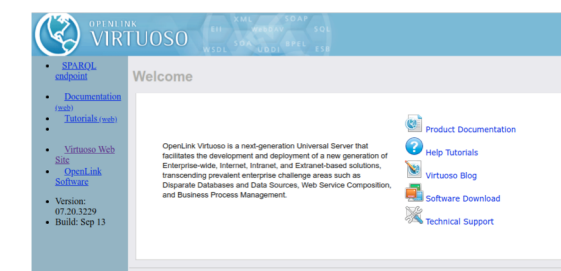 OPENLINK
VIRTUOSO
XML SOAP
SQL
WSDL SOA UDDI BPEL ESB
SPARQL
endpoint
Documentation
(web)
Tutorials (web)
Virtuoso Web
Site
OpenLink
Software
Version:
07.20.3229
Build: Sep 13
Welcome
OpenLink Virtuoso is a next-generation Universal Server that
facilitates the development and deployment of a new generation of
Enterprise-wide, Internet, Intranet, and Extranet-based solutions,
transcending prevalent enterprise challenge areas such as
Disparate Databases and Data Sources, Web Service Composition,
and Business Process Management.
Product Documentation
Help Tutorials
Virtuoso Blog
Software Download
Technical Support